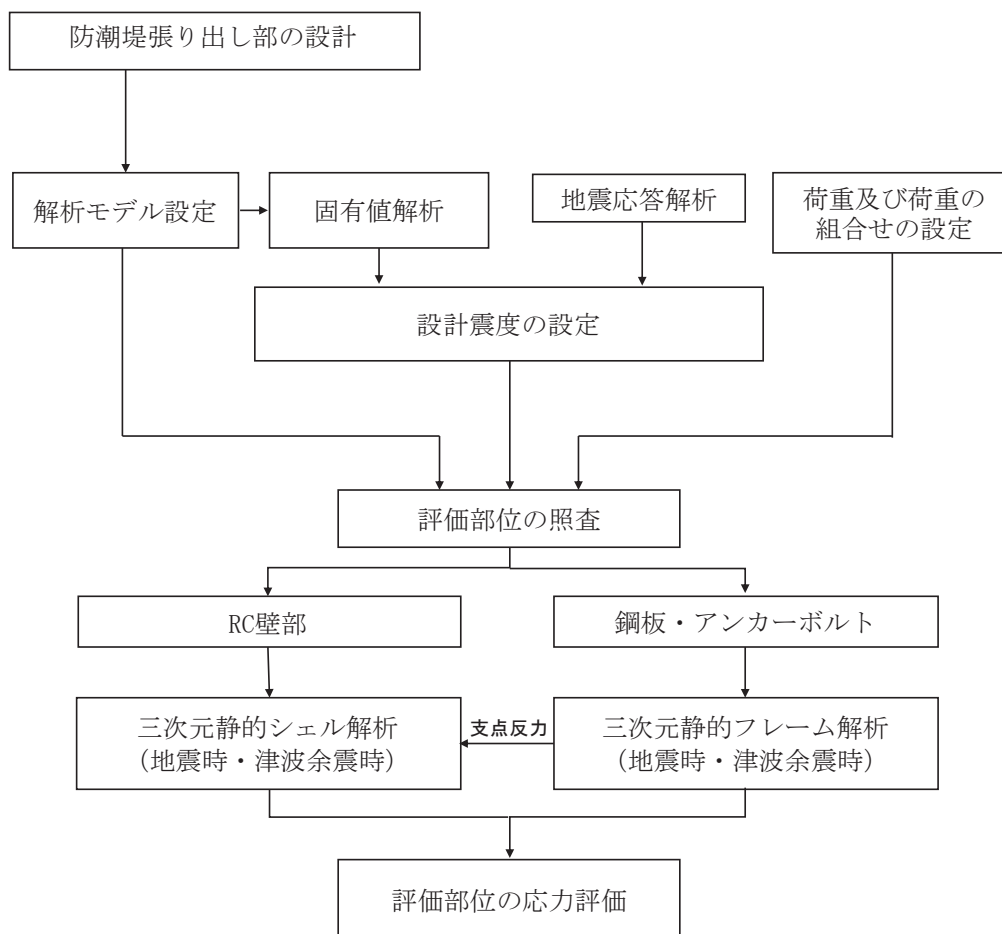 防潮堤張り出し部の設計
解析モデル設定
固有値解析
地震応答解析
荷重及び荷重の
組合せの設定
設計震度の設定
評価部位の照査
RC壁部
鋼板・アンカーボルト
三次元静的シェル解析
(地震時・津波余震時)
支点反力
三次元静的フレーム解析
(地震時・津波余震時)
評価部位の応力評価